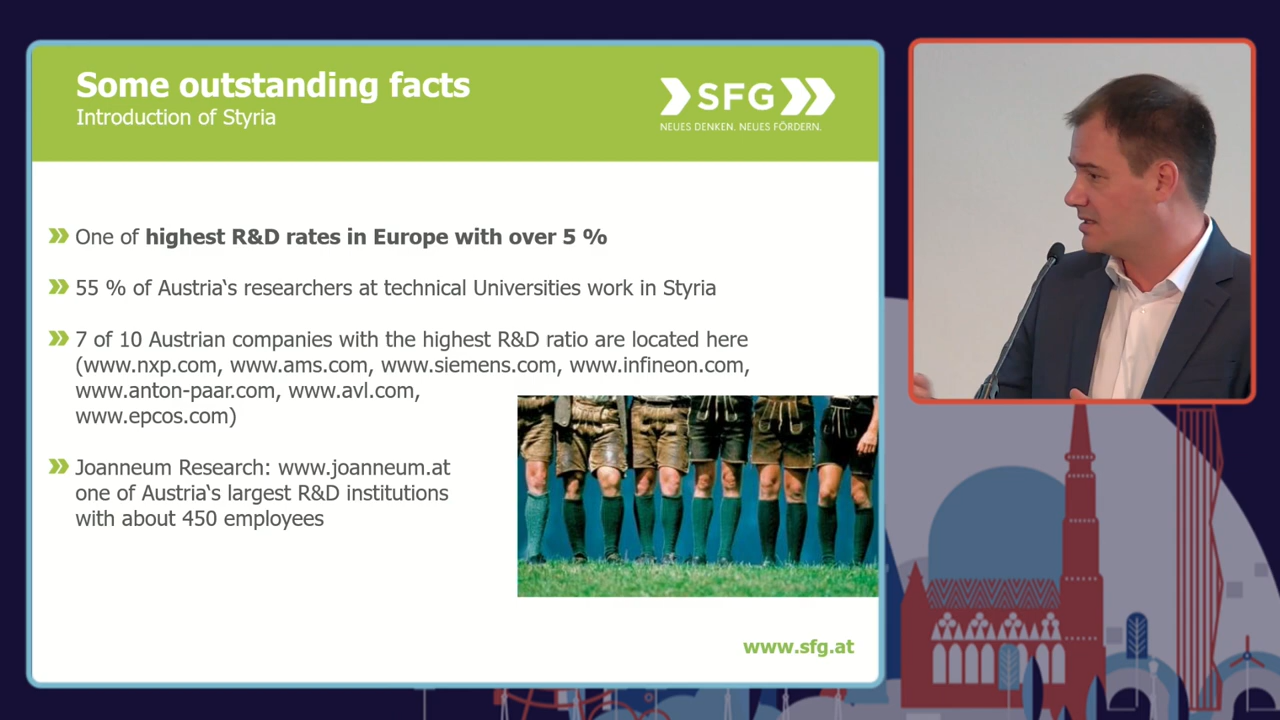 Some outstanding facts
Introduction of Styria
SFG
NEUES DENKEN. NEUES FÖRDERN.
One of highest R&D rates in Europe with over 5 %
55 % of Austria‘s researchers at technical Universities work in Styria
7 of 10 Austrian companies with the highest R&D ratio are located here
(www.nxp.com, www.ams.com, www.siemens.com, www.infineon.com,
www.anton-paar.com, www.avl.com,
www.epcos.com)
Joanneum Research: www.joanneum.at
one of Austria‘s largest R&D institutions
with about 450 employees
www.sfg.at